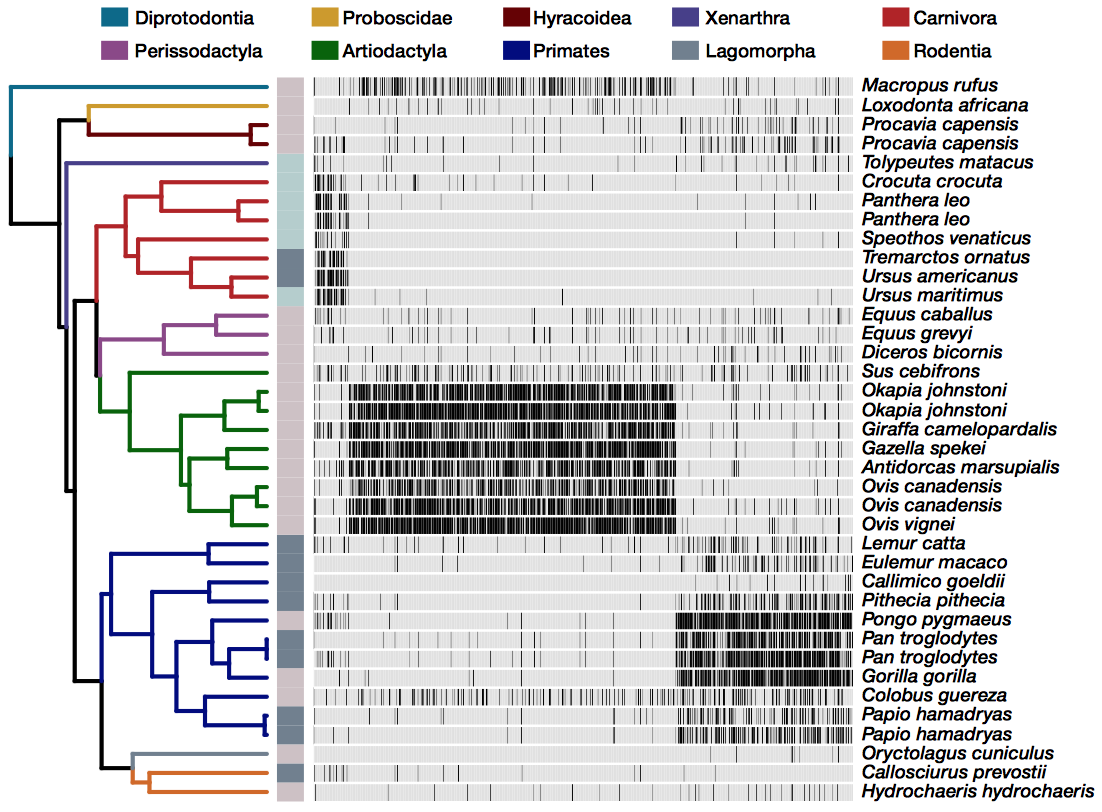 Diprotodontia Proboscidae Hyracoidea Xenarthra Carnivora
Perissodactyla Artiodactyla Primates Lagomorpha Rodentia
Macropus rufus
Loxodonta africana
Procavia capensis
Procavia capensis
Tolypeutes matacus
Crocuta crocuta
Panthera leo
Panthera leo
Speothos venaticus
Tremarctos ornatus
Ursus americanus
Ursus maritimus
Equus caballus
Equus grevyi
Diceros bicornis
Sus cebifrons
Okapia johnstoni
Okapia johnstoni
Giraffa camelopardalis
Gazella spekei
Antidorcas marsupialis
Ovis canadensis
Ovis canadensis
Ovis vignei
Lemur catta
Eulemur macaco
Callimico goeldii
Pithecia pithecia
Pongo pygmaeus
Pan troglodytes
Pan troglodytes
Gorilla gorilla
Colobus guereza
Papio hamadryas
Papio hamadryas
Oryctolagus cuniculus
Callosciurus prevostii
Hydrochaeris hydrochaeris